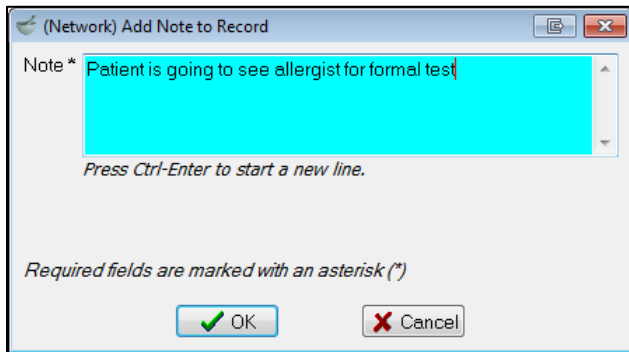 (Network) Add Note to Record
Note * Patient is going to see allergist for formal test
Press Ctrl-Enter to start a new line.
Required fields are marked with an asterisk (*)
OK Cancel